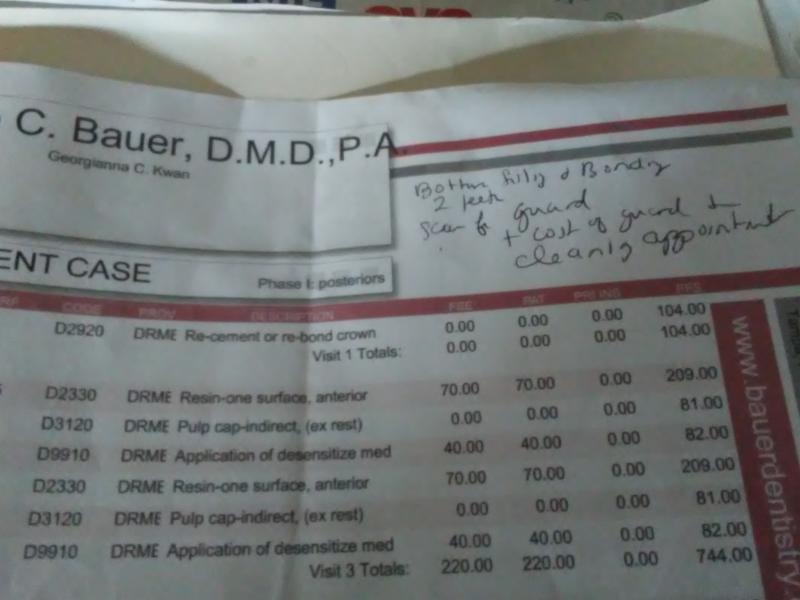 CVS
C. Bauer, D.M.D.,P.A.
Georgianna C. Kwan
2 teeth
scan for guard
+ cost of guard +
cleaning appointment
ENT CASE
Phase I: posteriors
CODE PROV DESCRIPTION FEE PAT PRI INS
D2920 DRME Re-cement or re-bond crown 0.00 0.00 0.00 104.00
Visit 1 Totals: 0.00 0.00 0.00 104.00
D2330 DRME Resin-one surface, anterior 70.00 70.00 0.00 209.00
D3120 DRME Pulp cap-indirect, (ex rest) 0.00 0.00 0.00 81.00
D9910 DRME Application of desensitize med 40.00 40.00 0.00 82.00
D2330 DRME Resin-one surface, anterior 70.00 70.00 0.00 209.00
D3120 DRME Pulp cap-indirect, (ex rest) 0.00 0.00 0.00 81.00
D9910 DRME Application of desensitize med 40.00 40.00 0.00 82.00
Visit 3 Totals: 220.00 220.00 0.00 744.00
www.bauerdentistry.